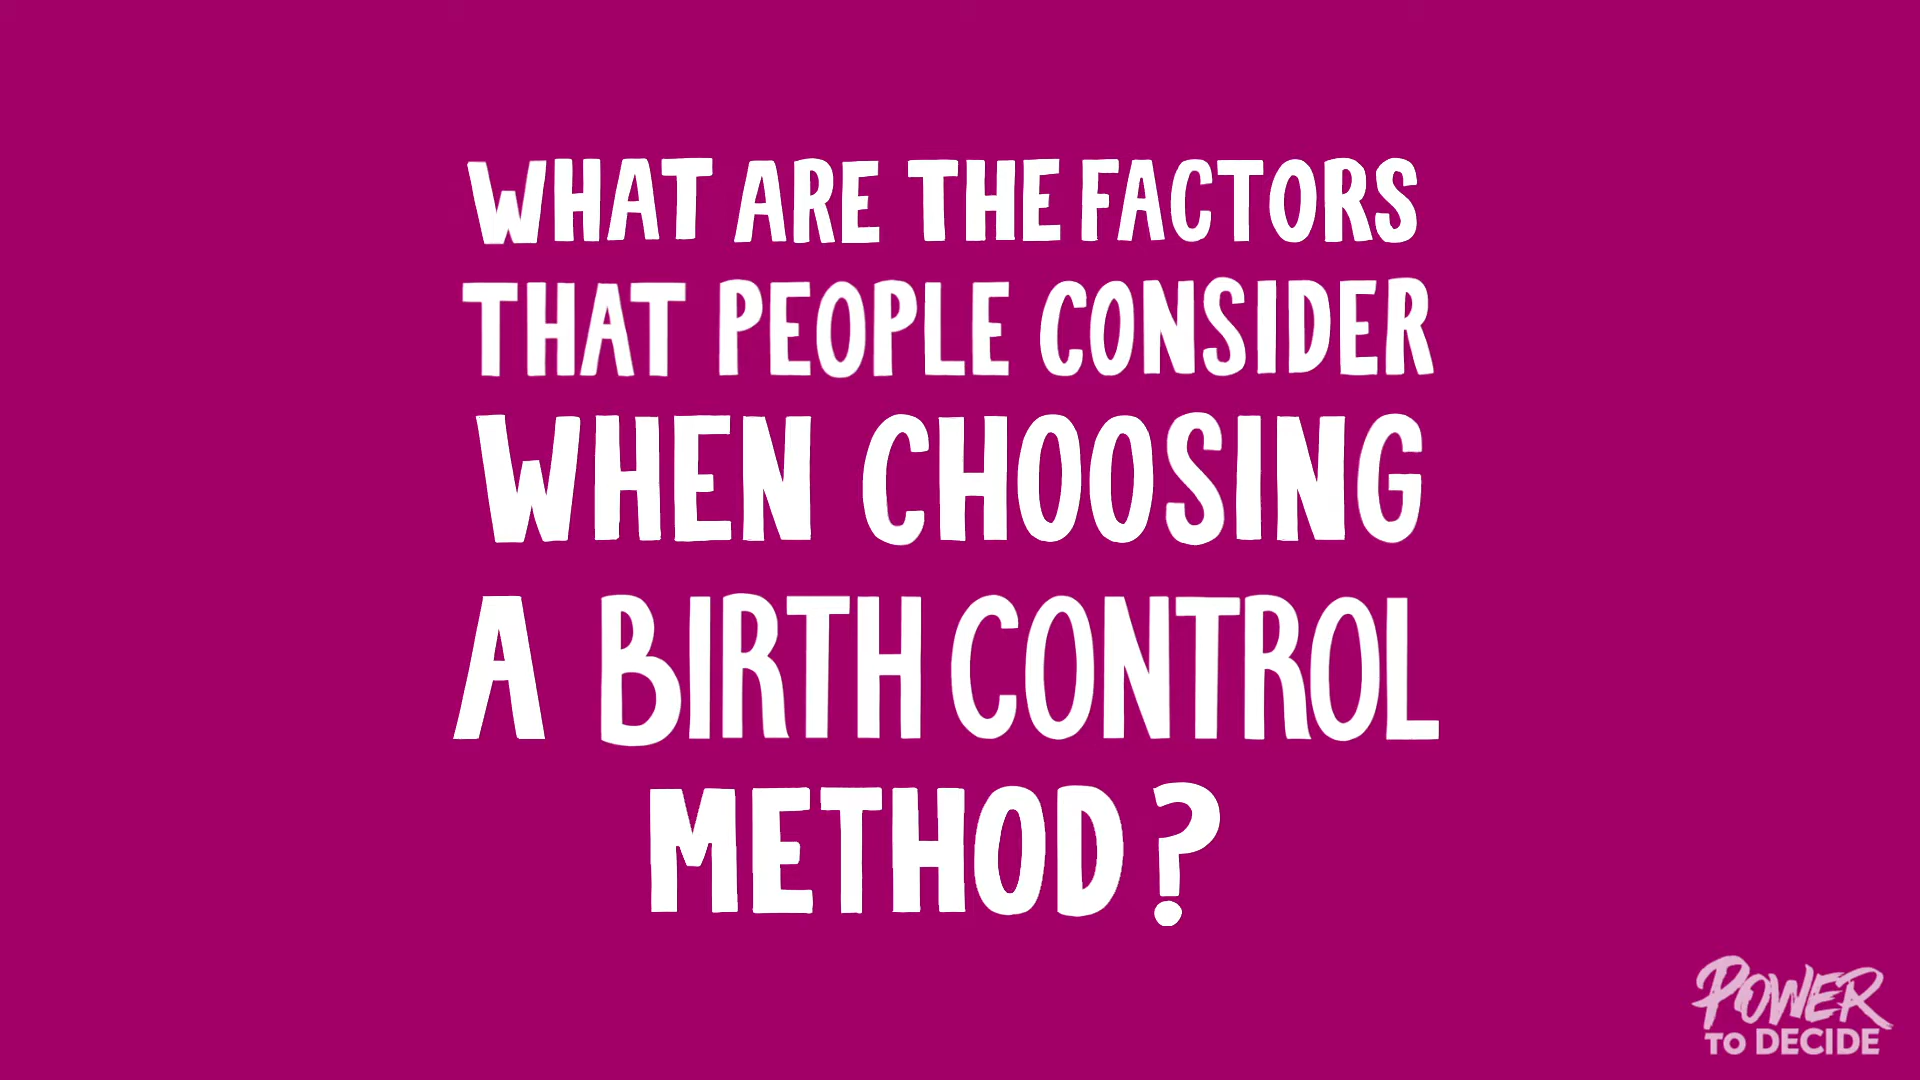 WHAT ARE THE FACTORS
THAT PEOPLE CONSIDER
WHEN CHOOSING
A BIRTH CONTROL
METHOD?
POWER
TO DECIDE